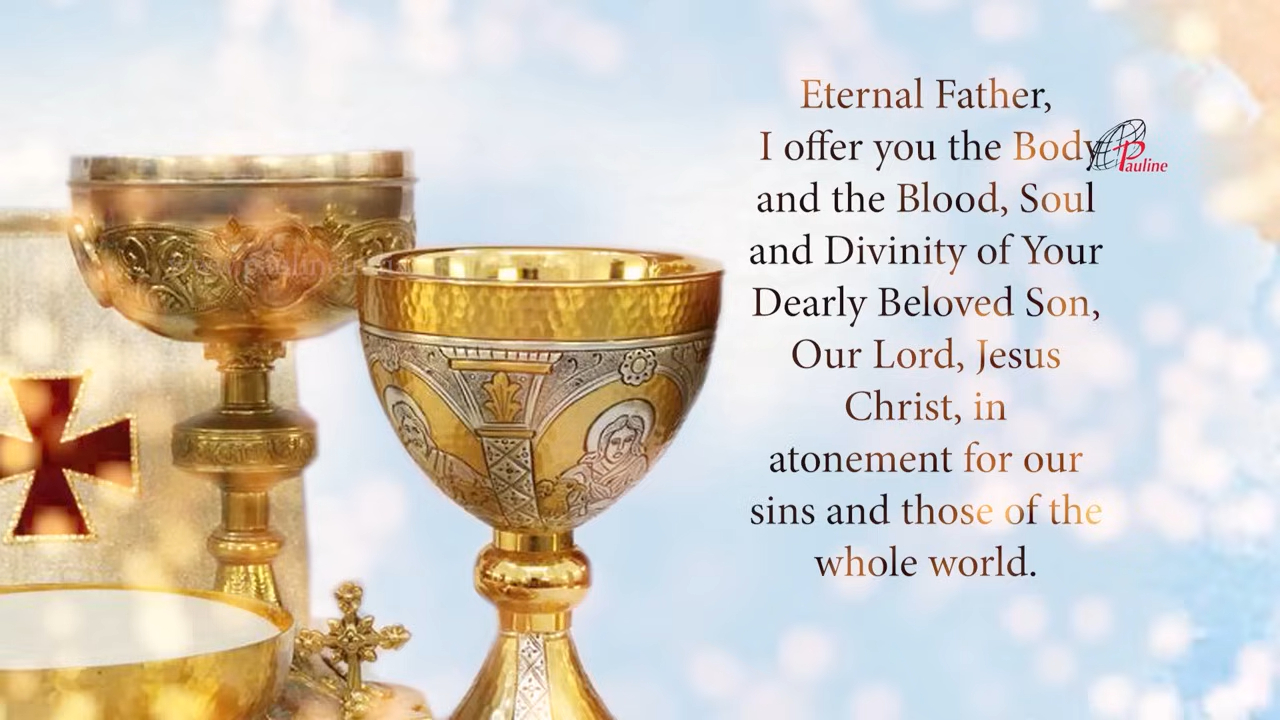 Eternal Father,
I offer you the Body
and the Blood, Soul
and Divinity of Your
Dearly Beloved Son,
Our Lord, Jesus
Christ, in
atonement for our
sins and those of the
whole world.
Pauline